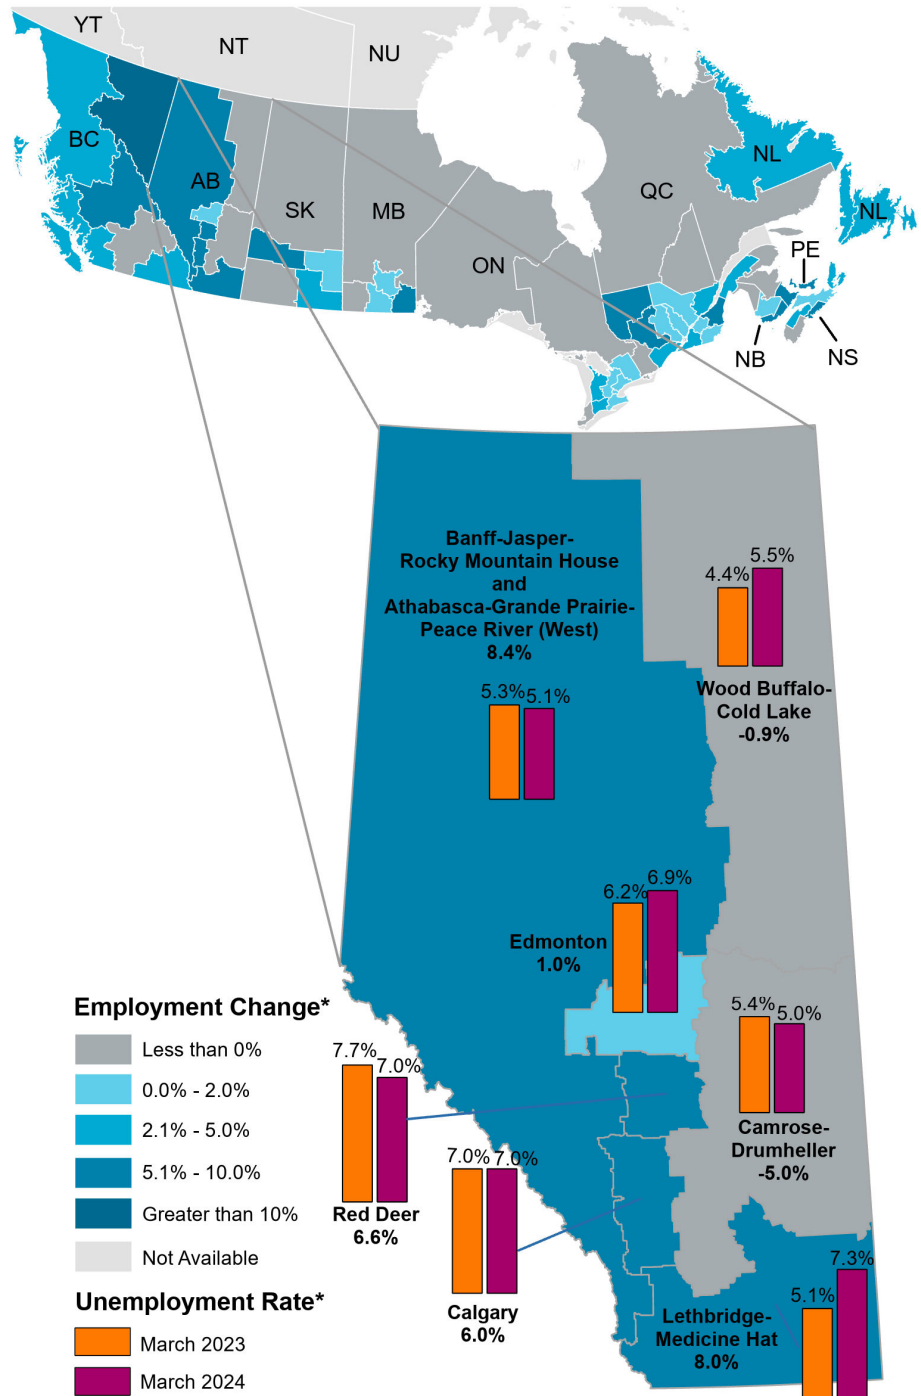 YT
NT
NU
BC
AB
SK
MB
ON
QC
NL
NL
PE
NB
NS
Banff-Jasper-
Rocky Mountain House
and
Athabasca-Grande Prairie-
Peace River (West)
8.4%
5.3%
5.1%
4.4%
5.5%
Wood Buffalo-
Cold Lake
-0.9%
6.2%
6.9%
Edmonton
1.0%
5.4%
5.0%
Camrose-
Drumheller
-5.0%
7.7%
7.0%
Red Deer
6.6%
7.0%
7.0%
Calgary
6.0%
5.1%
7.3%
Lethbridge-
Medicine Hat
8.0%
Employment Change*
Less than 0%
0.0% - 2.0%
2.1% - 5.0%
5.1% - 10.0%
Greater than 10%
Not Available
Unemployment Rate*
March 2023
March 2024